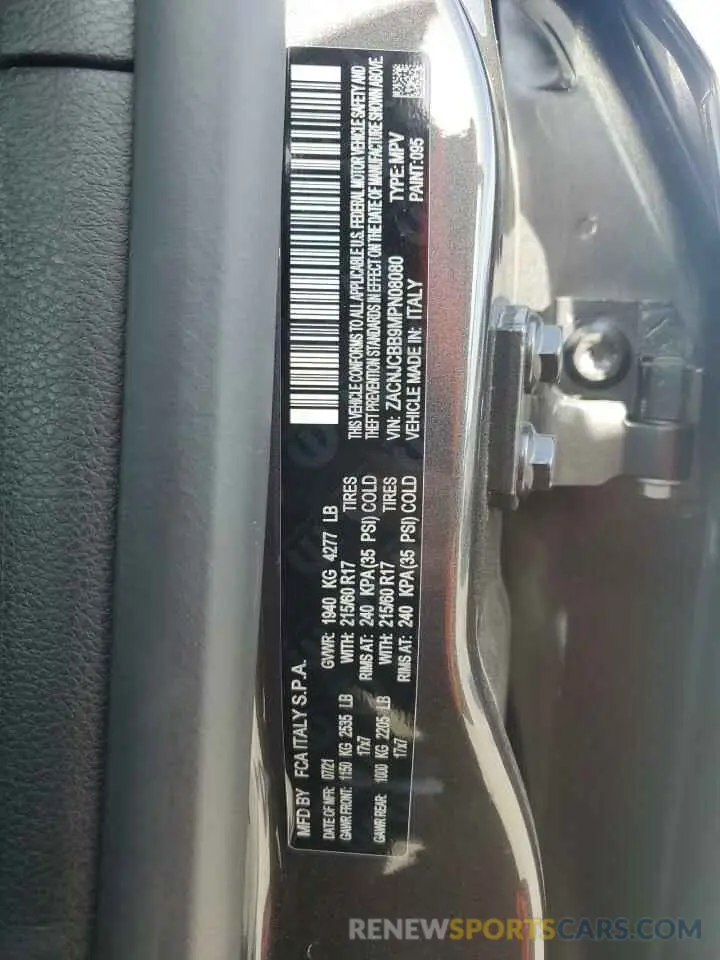 MFD BY FCA ITALY S.P.A.
DATE OF MFR: 07/21 GVWR: 1940 KG 4277 LB
GAWR FRONT: 1150 KG 2535 LB WITH: 215/60 R17 TIRES
17x7 RIMS AT: 240 KPA(35 PSI) COLD
GAWR REAR: 1000 KG 2205 LB WITH: 215/60 R17 TIRES
17x7 RIMS AT: 240 KPA(35 PSI) COLD
THIS VEHICLE CONFORMS TO ALL APPLICABLE U.S. FEDERAL MOTOR VEHICLE SAFETY AND
THEFT PREVENTION STANDARDS IN EFFECT ON THE DATE OF MANUFACTURE SHOWN ABOVE
VIN: ZACNJCBB9MPN08080 TYPE: MPV
VEHICLE MADE IN: ITALY PAINT: 095
RENEWSPORTSCARS.COM